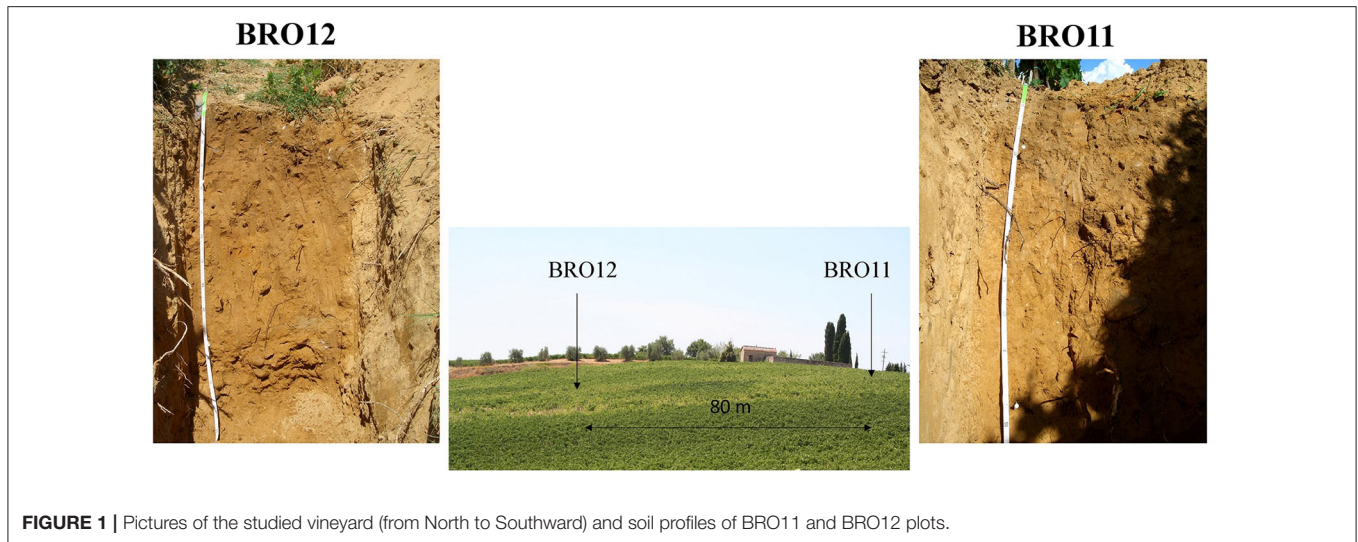 BRO12
BRO11
BRO12
BRO11
80 m
FIGURE 1 | Pictures of the studied vineyard (from North to Southward) and soil profiles of BRO11 and BRO12 plots.